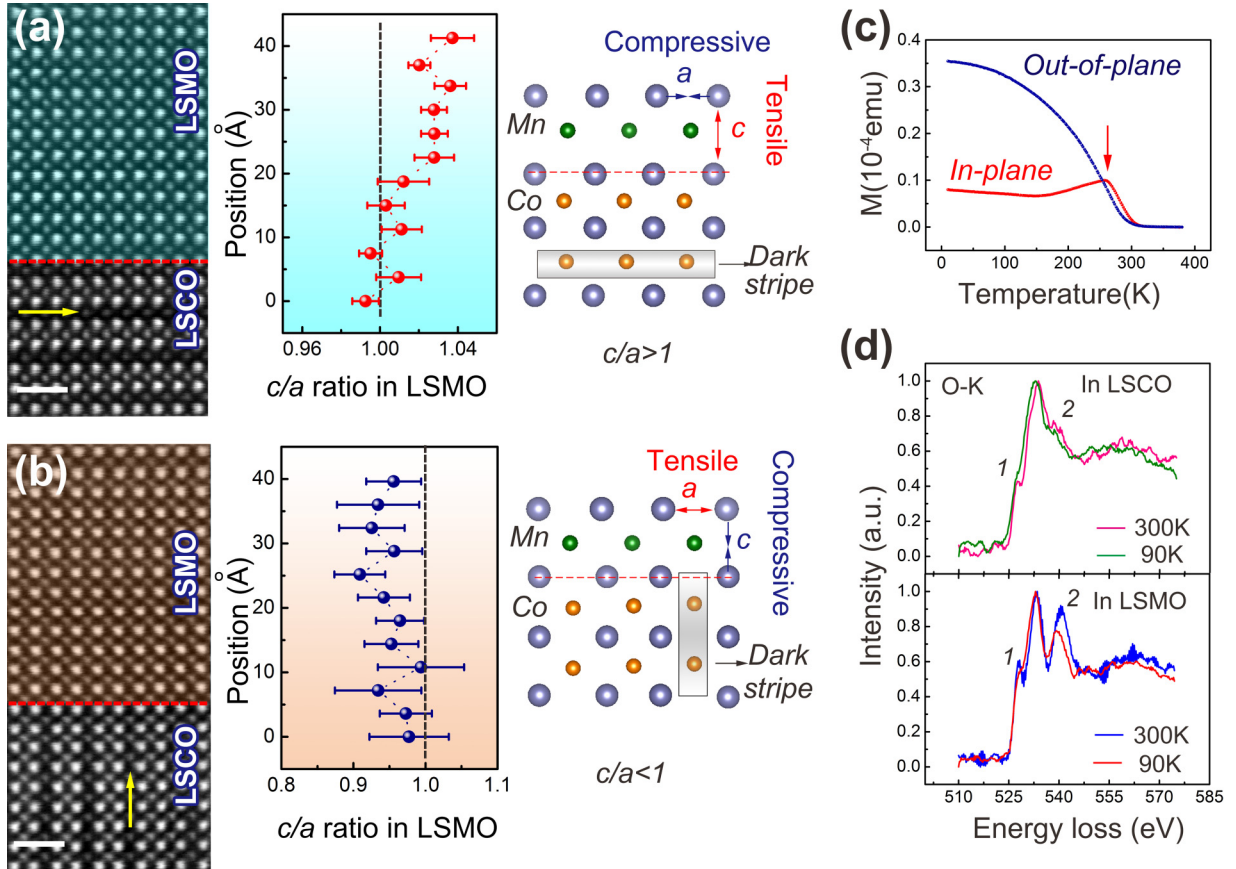 (a)
LSMO
LSCO
Position (Å)
40
30
20
10
0
0.96
1.00
1.04
c/a ratio in LSMO
Compressive
a
Tensile
c
Mn
Co
Dark
stripe
c/a>1
(c)
M(10⁻⁴emu)
0.4
0.3
0.2
0.1
0.0
Out-of-plane
In-plane
0
100
200
300
400
Temperature(K)
(b)
LSMO
LSCO
Position (Å)
40
30
20
10
0
0.8
0.9
1.0
1.1
c/a ratio in LSMO
Tensile
a
Compressive
c
Mn
Co
Dark
stripe
c/a<1
(d)
Intensity (a.u.)
1.0
0.8
0.6
0.4
0.2
0.0
O-K
In LSCO
1
2
300K
90K
1.0
0.8
0.6
0.4
0.2
0.0
In LSMO
1
2
300K
90K
510
525
540
555
570
585
Energy loss (eV)